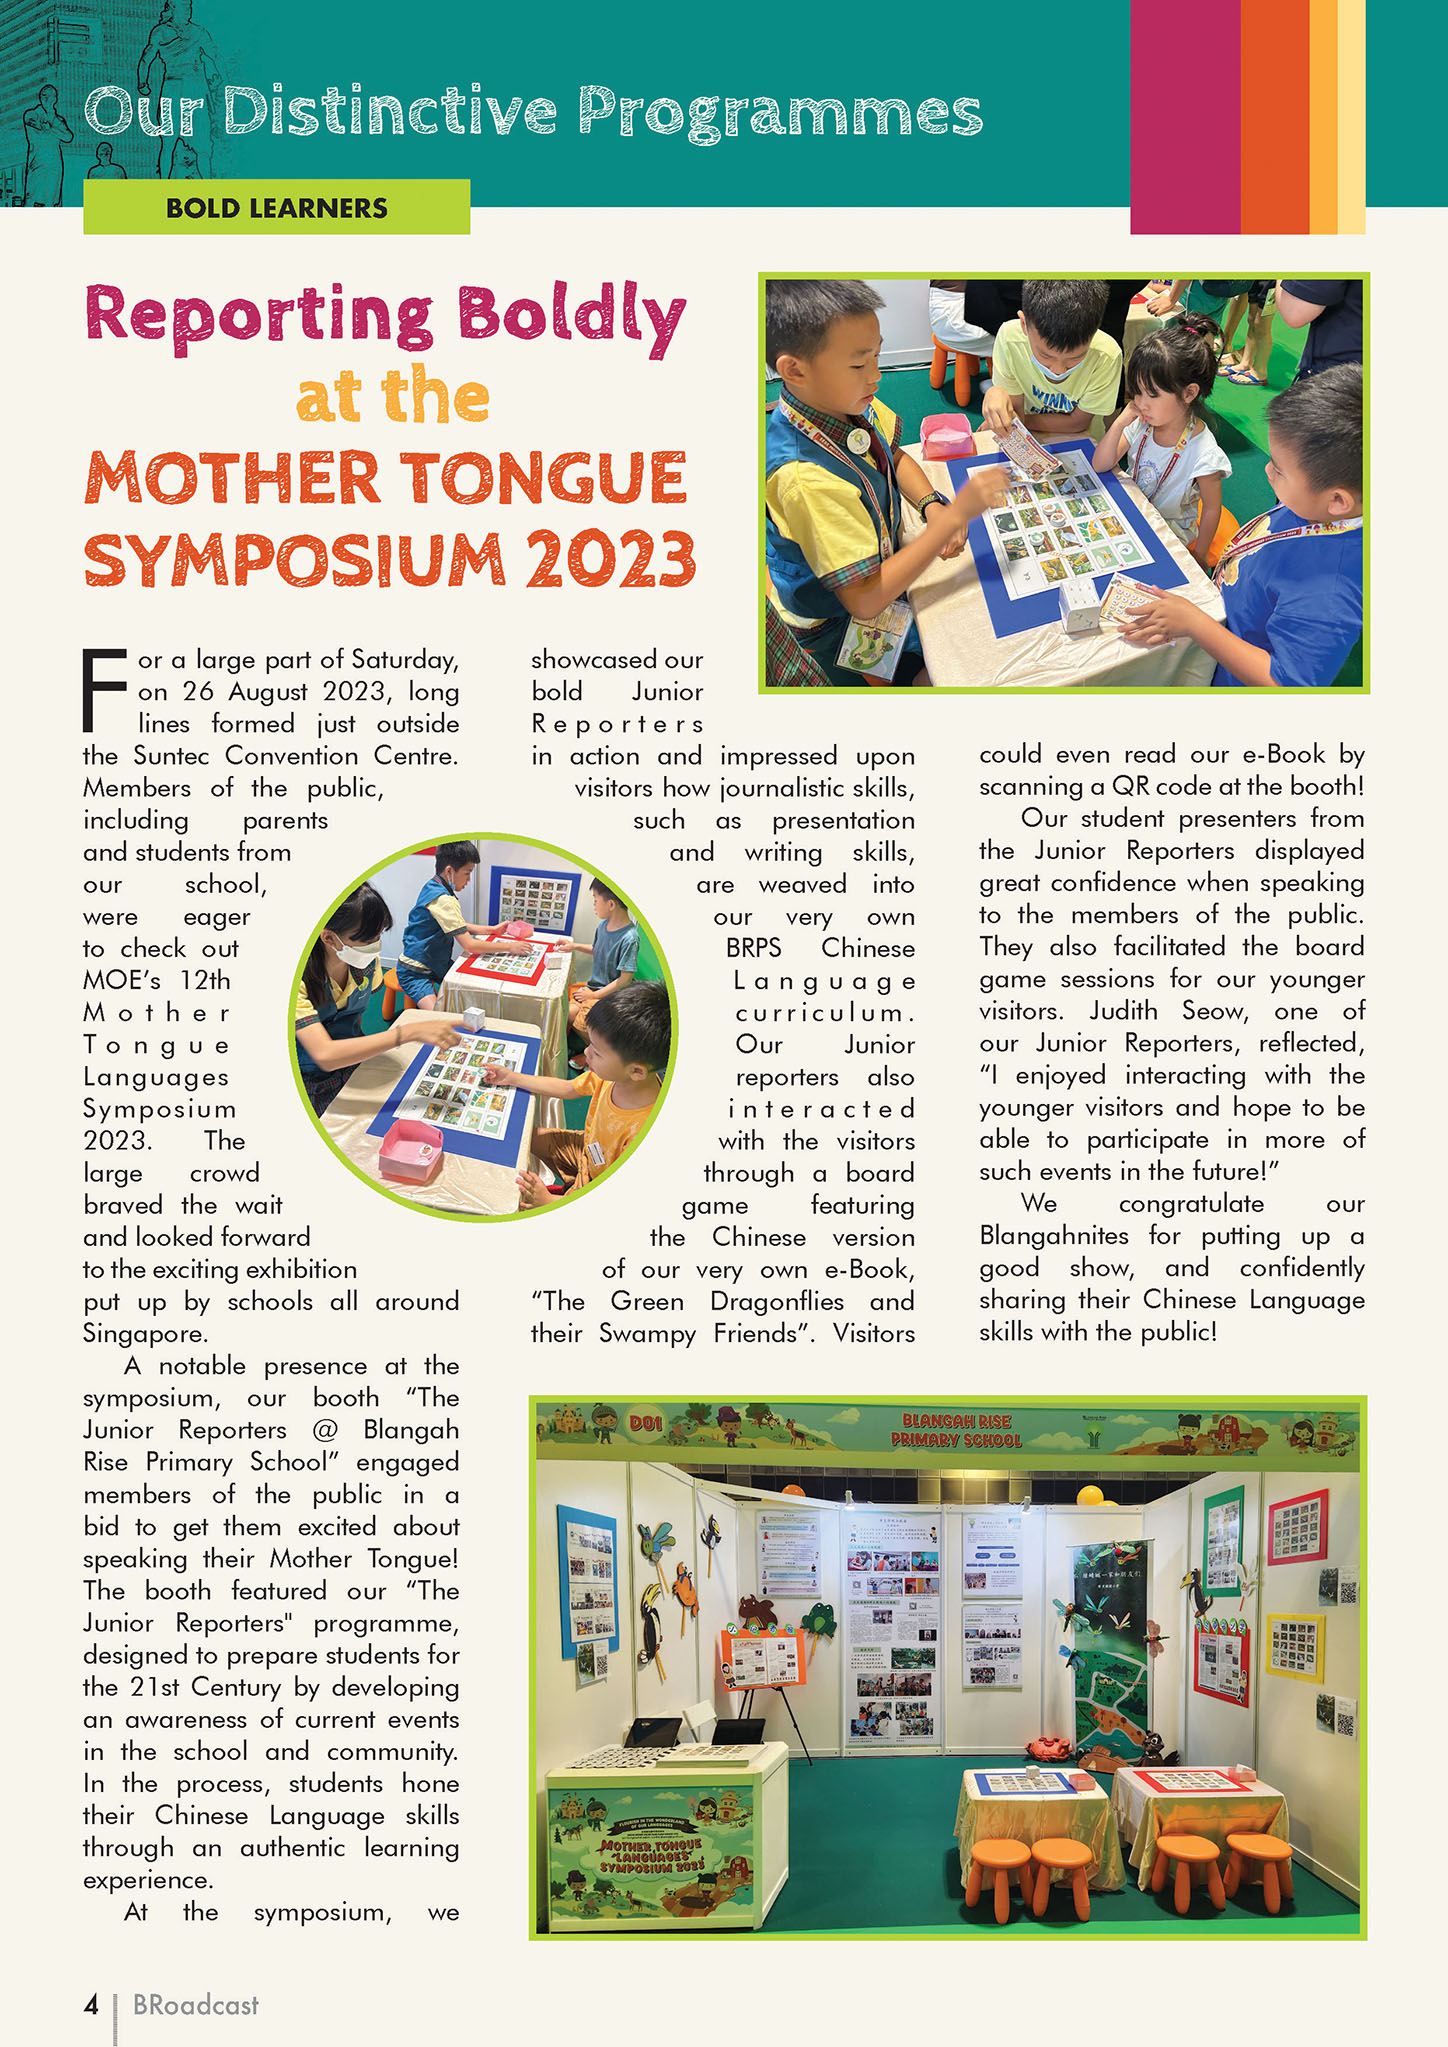 Our Distinctive Programmes
BOLD LEARNERS
Reporting Boldly
at the
MOTHER TONGUE
SYMPOSIUM 2023
For a large part of Saturday,
on 26 August 2023, long
lines formed just outside
the Suntec Convention Centre.
Members of the public,
including parents
and students from
our school,
were eager
to check out
MOE's 12th
Mother
Tongue
Languages
Symposium
2023. The
large crowd
braved the wait
and looked forward
to the exciting exhibition
put up by schools all around
Singapore.
A notable presence at the
symposium, our booth “The
Junior Reporters @ Blangah
Rise Primary School” engaged
members of the public in a
bid to get them excited about
speaking their Mother Tongue!
The booth featured our “The
Junior Reporters" programme,
designed to prepare students for
the 21st Century by developing
an awareness of current events
in the school and community.
In the process, students hone
their Chinese Language skills
through an authentic learning
experience.
At the symposium, we
showcased our
bold Junior
Reporters
in action and impressed upon
visitors how journalistic skills,
such as presentation
and writing skills,
are weaved into
our very own
BRPS Chinese
Language
curriculum.
Our Junior
reporters also
interacted
with the visitors
through a board
game featuring
the Chinese version
of our very own e-Book,
“The Green Dragonflies and
their Swampy Friends”. Visitors
could even read our e-Book by
scanning a QR code at the booth!
Our student presenters from
the Junior Reporters displayed
great confidence when speaking
to the members of the public.
They also facilitated the board
game sessions for our younger
visitors. Judith Seow, one of
our Junior Reporters, reflected,
“I enjoyed interacting with the
younger visitors and hope to be
able to participate in more of
such events in the future!”
We congratulate our
Blangahnites for putting up a
good show, and confidently
sharing their Chinese Language
skills with the public!
D01
BLANGAH RISE
PRIMARY SCHOOL
FLOURISH IN THE WONDERLAND
OF OUR LANGUAGES
MOTHER TONGUE
LANGUAGES
SYMPOSIUM 2023
4
BRoadcast